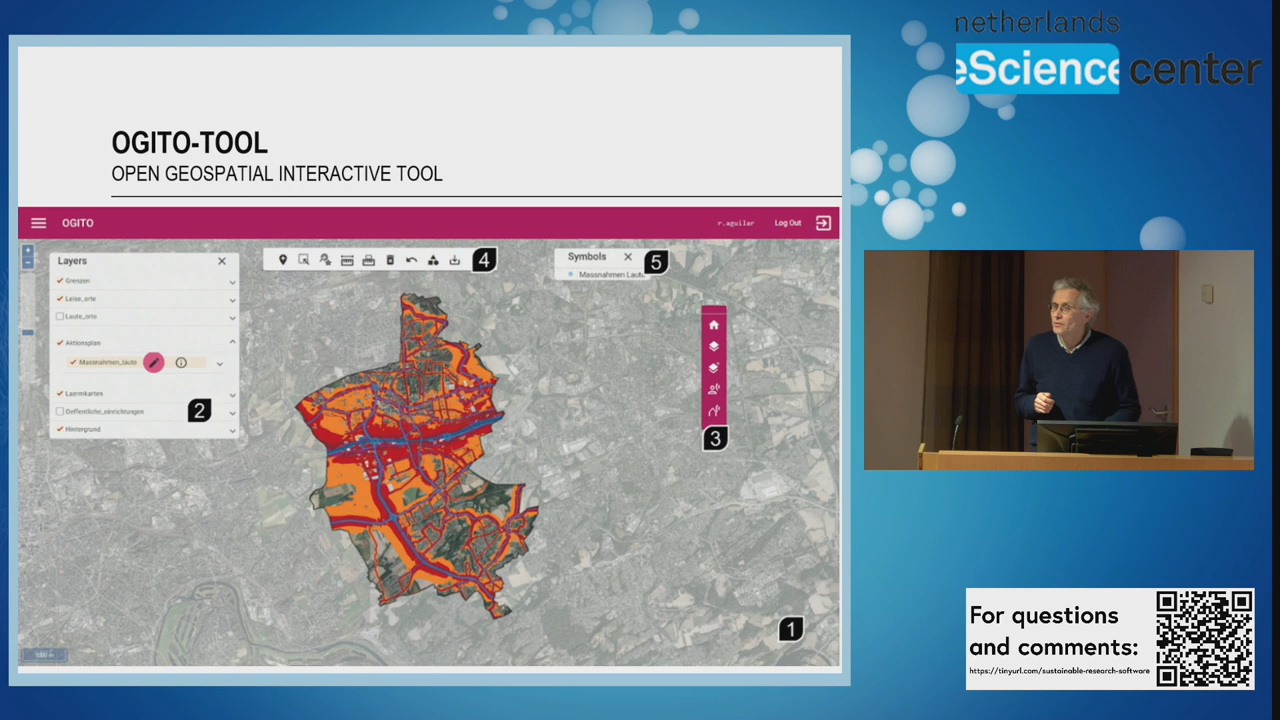 netherlands
eScience center
OGITO-TOOL
OPEN GEOSPATIAL INTERACTIVE TOOL
OGITO
r.aguilar
Log Out
Layers
Grenzen
Leise_orte
Laute_orte
Aktionsplan
Massnahmen_laute
Laermkarten
Oeffentliche_einrichtungen
Hintergrund
2
4
Symbols
5
Massnahmen Laute
3
1
For questions
and comments:
https://tinyurl.com/sustainable-research-software